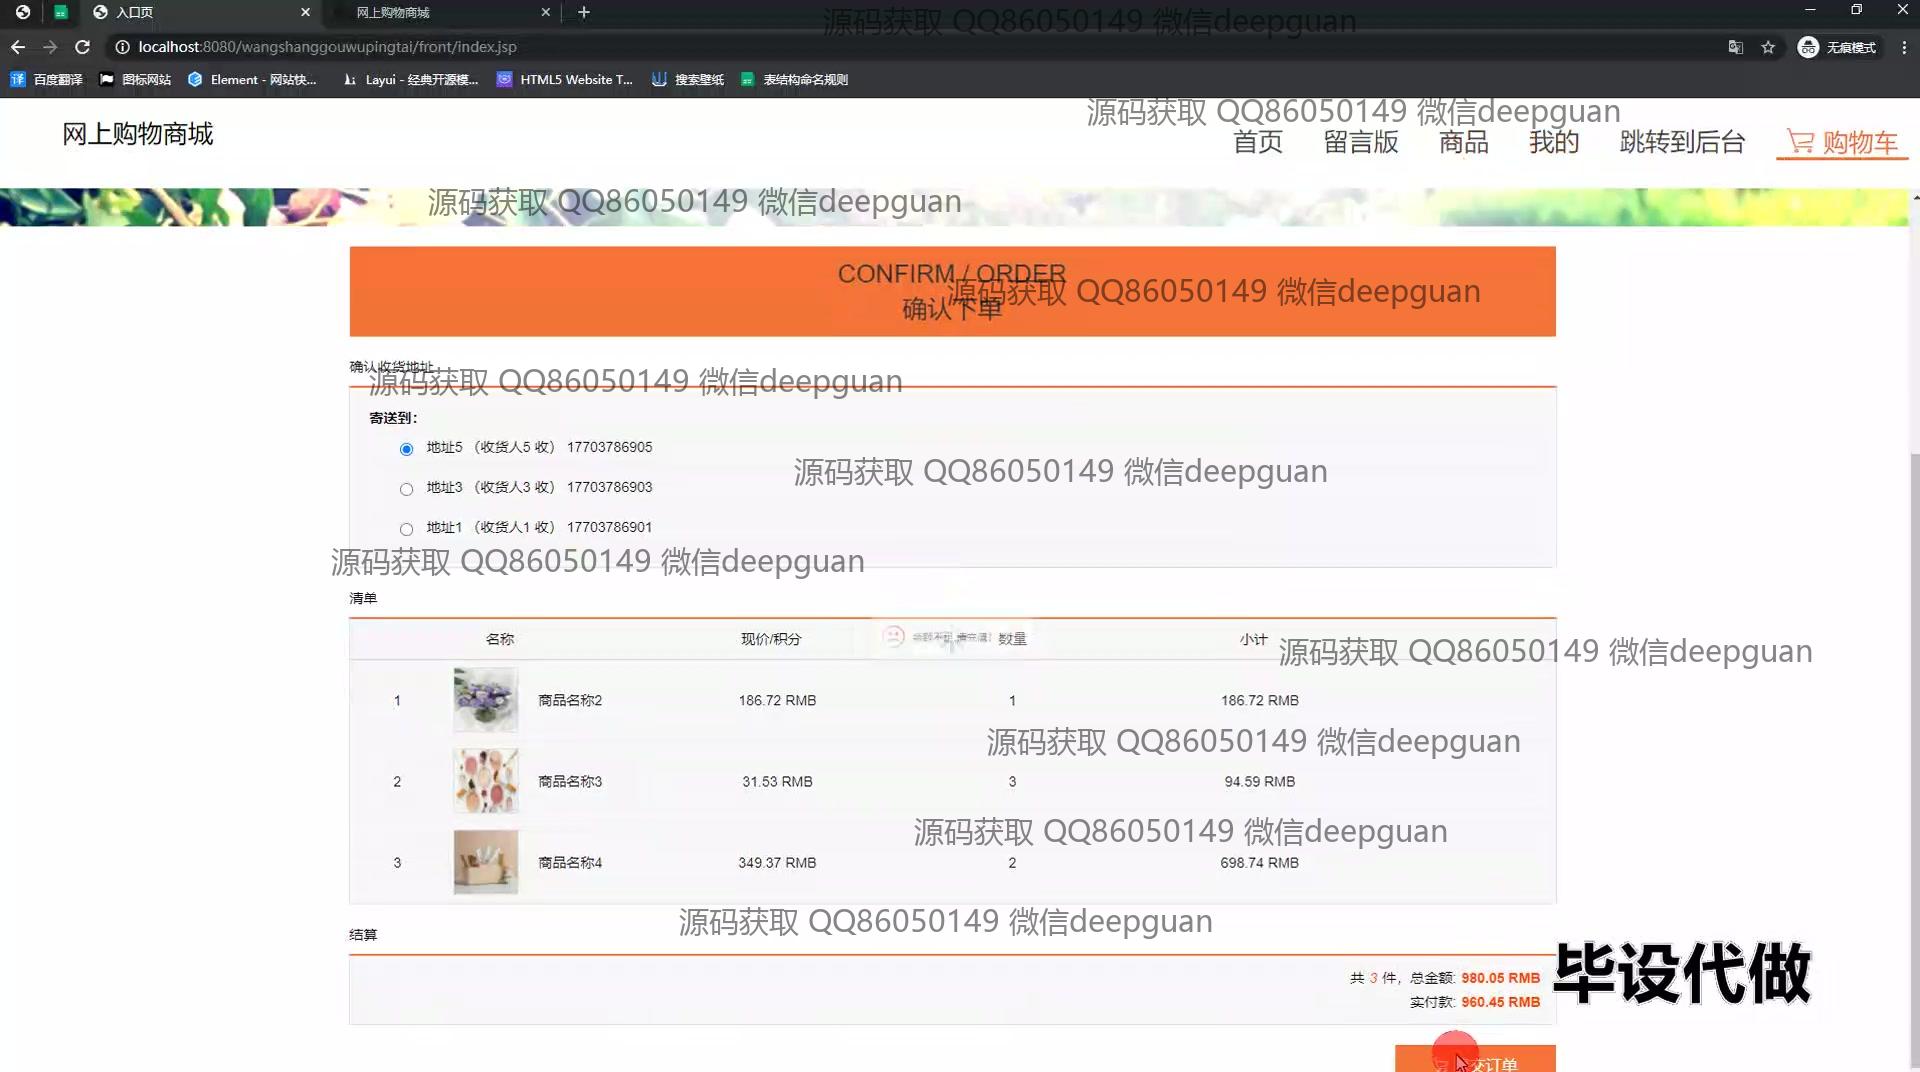 入口页
网上购物商城
源码获取 QQ86050149 微信deepguan
localhost:8080/wangshanggouwupingtai/front/index.jsp
无痕模式
百度翻译
图标网站
Element - 网站快...
Layui - 经典开源模...
HTML5 Website T...
搜索壁纸
表结构命名规则
源码获取 QQ86050149 微信deepguan
网上购物商城
首页 留言版 商品 我的 跳转到后台 购物车
源码获取 QQ86050149 微信deepguan
CONFIRM / ORDER
源码获取 QQ86050149 微信deepguan
确认下单
确认收货地址
源码获取 QQ86050149 微信deepguan
寄送到:
地址5 （收货人5 收） 17703786905
源码获取 QQ86050149 微信deepguan
地址3 （收货人3 收） 17703786903
地址1 （收货人1 收） 17703786901
源码获取 QQ86050149 微信deepguan
清单
名称 现价/积分 数量 小计
源码获取 QQ86050149 微信deepguan
1 商品名称2 186.72 RMB 1 186.72 RMB
源码获取 QQ86050149 微信deepguan
2 商品名称3 31.53 RMB 3 94.59 RMB
源码获取 QQ86050149 微信deepguan
3 商品名称4 349.37 RMB 2 698.74 RMB
源码获取 QQ86050149 微信deepguan
结算
共 3 件，总金额: 980.05 RMB
实付款: 960.45 RMB
毕设代做
交订单